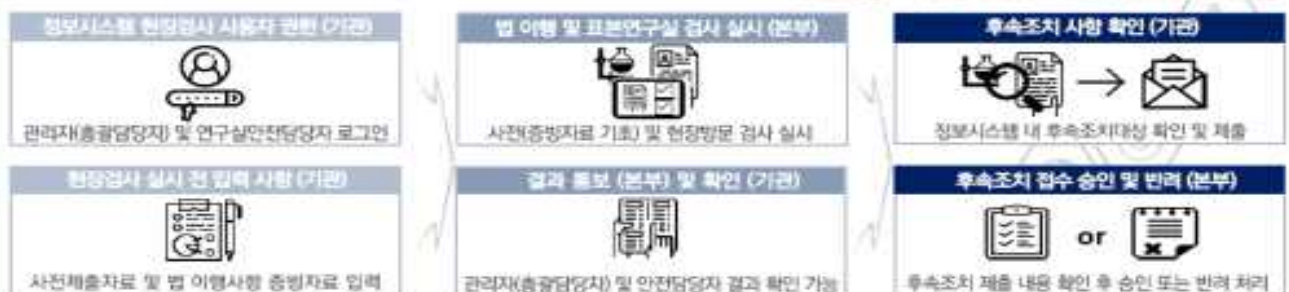 정보시스템 현장검사 사용자 권한 (기관)
관리자(총괄담당자) 및 연구실안전담당자 로그인
현장검사 실시 전 입력 사항 (기관)
사전제출자료 및 법 이행사항 증빙자료 입력
법 이행 및 표본연구실 검사 실시 (본부)
사전(증빙자료 기초) 및 현장방문 검사 실시
결과 통보 (본부) 및 확인 (기관)
관리자(총괄담당자) 및 안전담당자 결과 확인 가능
후속조치 사항 확인 (기관)
정보시스템 내 후속조치대상 확인 및 제출
후속조치 접수 승인 및 반려 (본부)
or
후속조치 제출 내용 확인 후 승인 또는 반려 처리